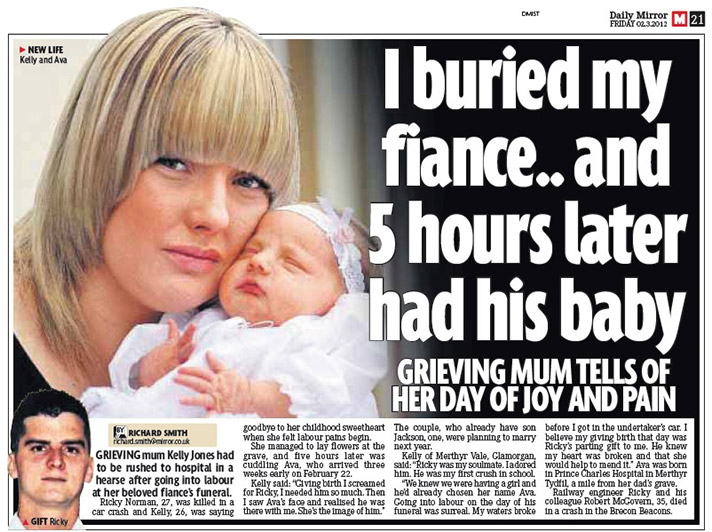 DMIST
Daily Mirror
FRIDAY 02.3.2012
M 21
NEW LIFE
Kelly and Ava
I buried my
fiance.. and
5 hours later
had his baby
GRIEVING MUM TELLS OF
HER DAY OF JOY AND PAIN
GIFT Ricky
BY RICHARD SMITH
richard.smith@mirror.co.uk
GRIEVING mum Kelly Jones had
to be rushed to hospital in a
hearse after going into labour
at her beloved fiance's funeral.
Ricky Norman, 27, was killed in a
car crash and Kelly, 26, was saying
goodbye to her childhood sweetheart
when she felt labour pains begin.
She managed to lay flowers at the
grave, and five hours later was
cuddling Ava, who arrived three
weeks early on February 22.
Kelly said: "Giving birth I screamed
for Ricky, I needed him so much. Then
I saw Ava's face and realised he was
there with me. She's the image of him."
The couple, who already have son
Jackson, one, were planning to marry
next year.
Kelly of Merthyr Vale, Glamorgan,
said: "Ricky was my soulmate. I adored
him. He was my first crush in school.
"We knew we were having a girl and
he'd already chosen her name Ava.
Going into labour on the day of his
funeral was surreal. My waters broke
before I got in the undertaker's car. I
believe my giving birth that day was
Ricky's parting gift to me. He knew
my heart was broken and that she
would help to mend it." Ava was born
in Prince Charles Hospital in Merthyr
Tydfil, a mile from her dad's grave.
Railway engineer Ricky and his
colleague Robert McGovern, 35, died
in a crash in the Brecon Beacons.